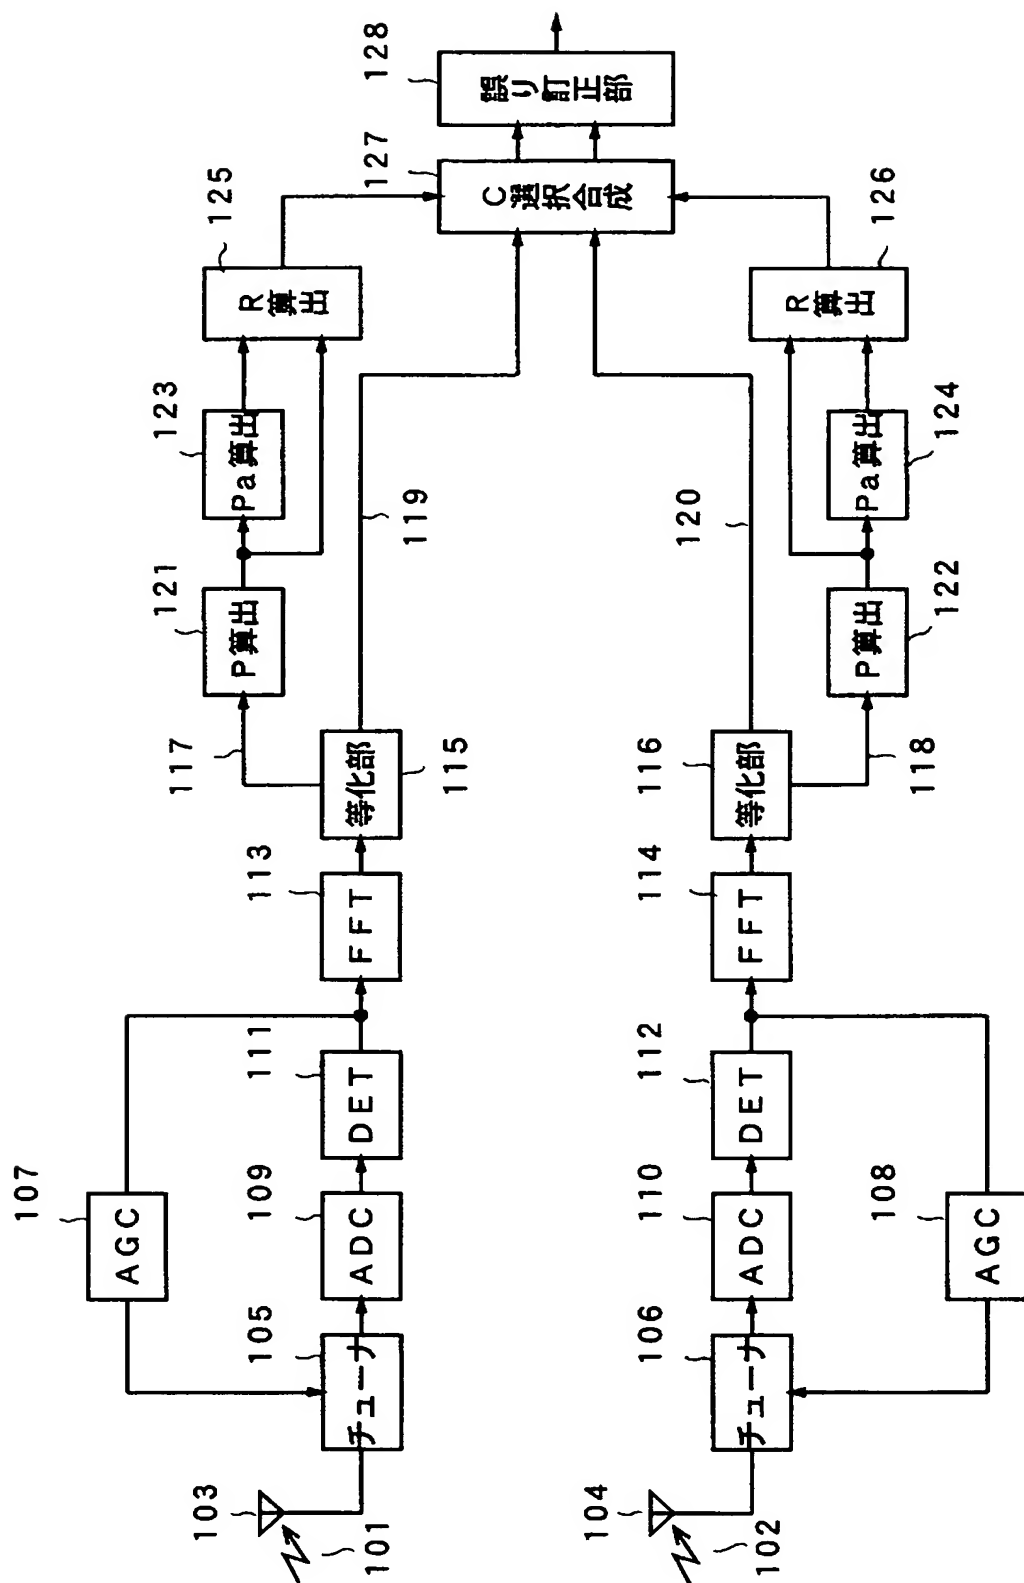 107
AGC
103
101
105
チューナ
109
ADC
111
DET
113
FFT
115
等化部
117
119
121
P算出
123
Pa算出
125
R算出
127
C選択合成
128
誤り訂正部
104
102
106
チューナ
110
ADC
112
DET
114
FFT
116
等化部
118
120
122
P算出
124
Pa算出
126
R算出
108
AGC